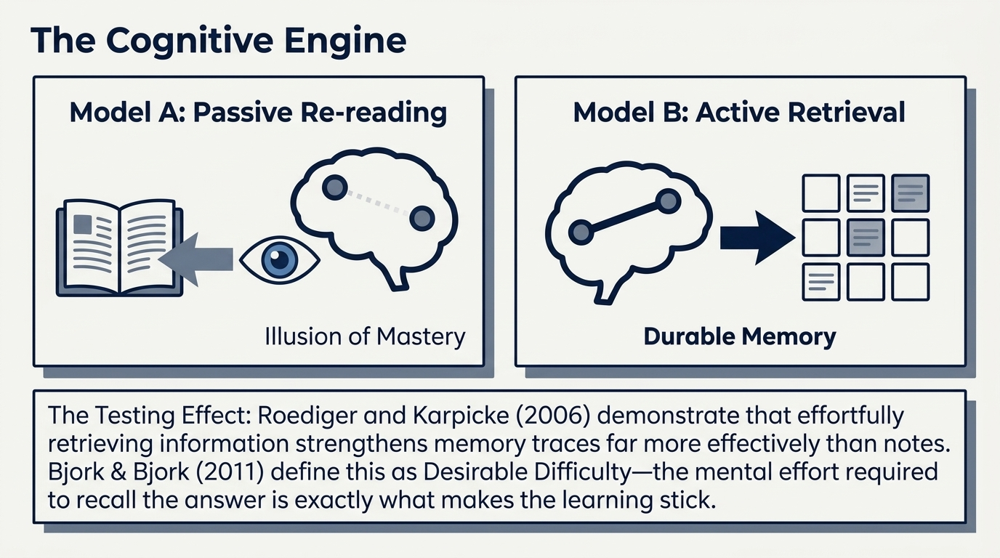 The Cognitive Engine
Model A: Passive Re-reading
Illusion of Mastery
Model B: Active Retrieval
Durable Memory
The Testing Effect: Roediger and Karpicke (2006) demonstrate that effortfully
retrieving information strengthens memory traces far more effectively than notes.
Bjork & Bjork (2011) define this as Desirable Difficulty—the mental effort required
to recall the answer is exactly what makes the learning stick.